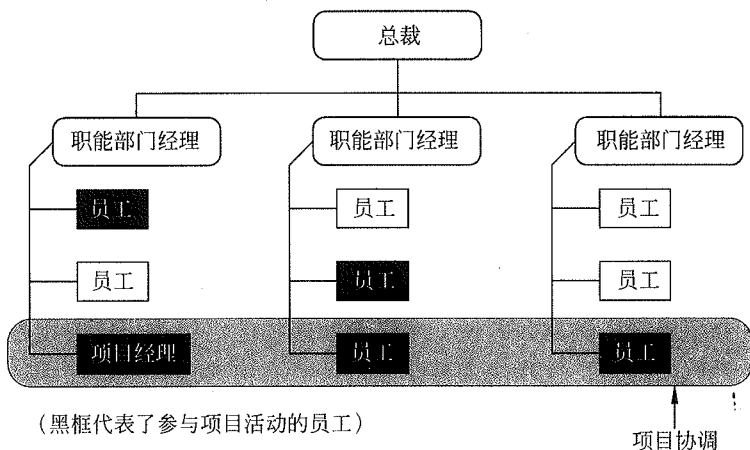 总裁
职能部门经理 职能部门经理 职能部门经理
员工 员工 员工
员工 员工 员工
项目经理 员工 员工
（黑框代表了参与项目活动的员工）
项目协调